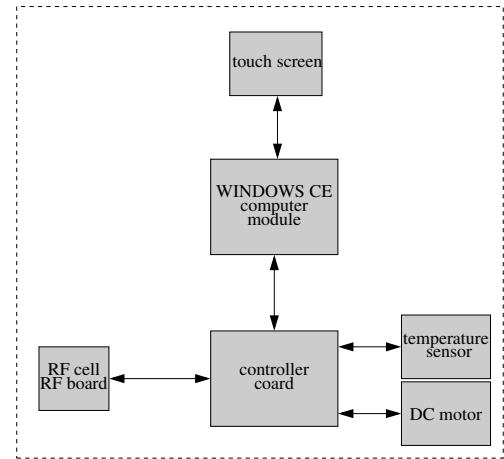 touch screen
WINDOWS CE
computer
module
RF cell
RF board
controller
coard
temperature
sensor
DC motor